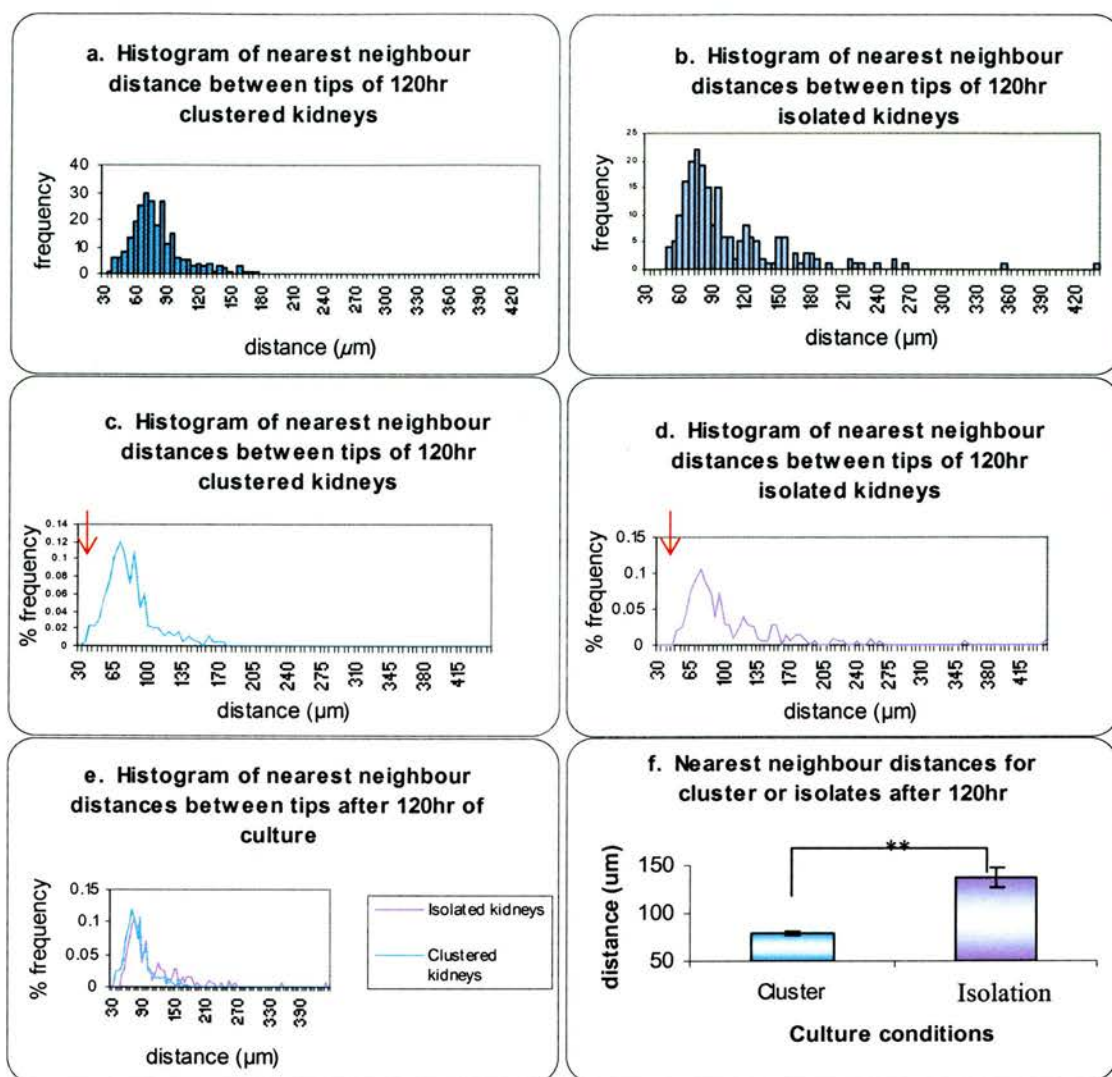 a. Histogram of nearest neighbour
distance between tips of 120hr
clustered kidneys
40
30
20
10
0
frequency
30
60
90
120
150
180
210
240
270
300
330
360
390
420
distance (µm)
b. Histogram of nearest neighbour
distances between tips of 120hr
isolated kidneys
25
20
15
10
5
0
frequency
30
60
90
120
150
180
210
240
270
300
330
360
390
420
distance (µm)
c. Histogram of nearest neighbour
distances between tips of 120hr
clustered kidneys
0.14
0.12
0.1
0.08
0.06
0.04
0.02
0
% frequency
30
65
100
135
170
205
240
275
310
345
380
415
distance (µm)
d. Histogram of nearest neighbour
distances between tips of 120hr
isolated kidneys
0.15
0.1
0.05
0
% frequency
30
65
100
135
170
205
240
275
310
345
380
415
distance (µm)
e. Histogram of nearest neighbour
distances between tips after 120hr of
culture
0.15
0.1
0.05
0
% frequency
30
90
150
210
270
330
390
distance (µm)
Isolated kidneys
Clustered
kidneys
f. Nearest neighbour distances for
cluster or isolates after 120hr
**
150
100
50
distance (um)
Cluster
Isolation
Culture conditions